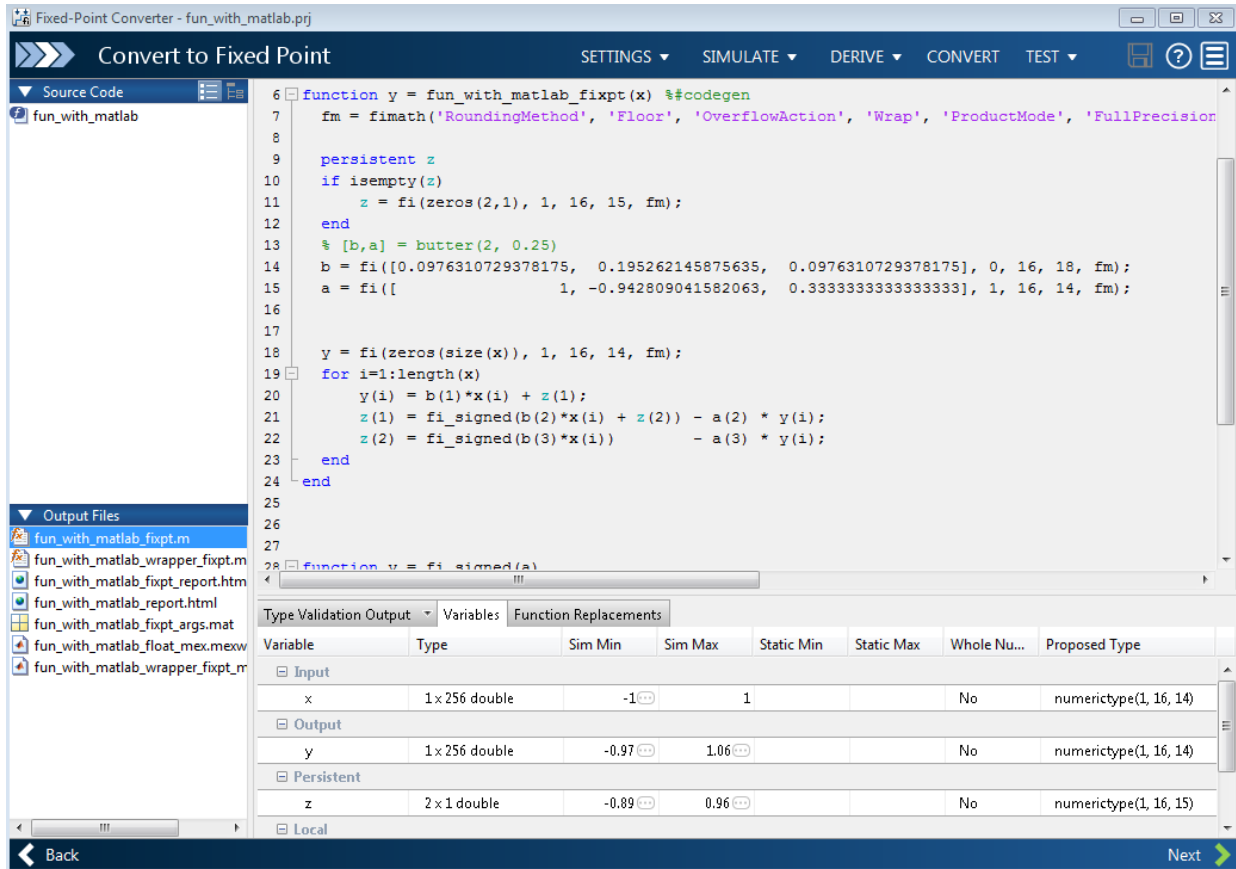 Fixed-Point Converter - fun_with_matlab.prj
Convert to Fixed Point SETTINGS SIMULATE DERIVE CONVERT TEST
Source Code
fun_with_matlab
6 function y = fun_with_matlab_fixpt(x) %#codegen
7 fm = fimath('RoundingMethod', 'Floor', 'OverflowAction', 'Wrap', 'ProductMode', 'FullPrecision
8
9 persistent z
10 if isempty(z)
11 z = fi(zeros(2,1), 1, 16, 15, fm);
12 end
13 % [b,a] = butter(2, 0.25)
14 b = fi([0.0976310729378175, 0.195262145875635, 0.0976310729378175], 0, 16, 18, fm);
15 a = fi([ 1, -0.942809041582063, 0.3333333333333333], 1, 16, 14, fm);
16
17
18 y = fi(zeros(size(x)), 1, 16, 14, fm);
19 for i=1:length(x)
20 y(i) = b(1)*x(i) + z(1);
21 z(1) = fi_signed(b(2)*x(i) + z(2)) - a(2) * y(i);
22 z(2) = fi_signed(b(3)*x(i)) - a(3) * y(i);
23 end
24 end
25
26
27
28 function y = fi_signed(a)
Output Files
fun_with_matlab_fixpt.m
fun_with_matlab_wrapper_fixpt.m
fun_with_matlab_fixpt_report.htm
fun_with_matlab_report.html
fun_with_matlab_fixpt_args.mat
fun_with_matlab_float_mex.mexw
fun_with_matlab_wrapper_fixpt_m
Type Validation Output Variables Function Replacements
Variable Type Sim Min Sim Max Static Min Static Max Whole Nu... Proposed Type
Input
x 1 x 256 double -1 1 No numerictype(1, 16, 14)
Output
y 1 x 256 double -0.97 1.06 No numerictype(1, 16, 14)
Persistent
z 2 x 1 double -0.89 0.96 No numerictype(1, 16, 15)
Local
Back Next